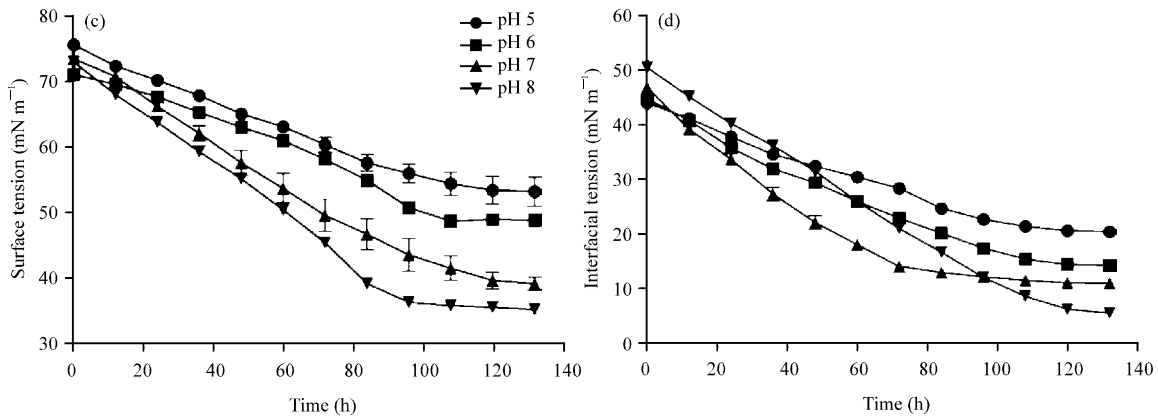 (c)
pH 5
pH 6
pH 7
pH 8
Surface tension (mN m⁻¹)
80
70
60
50
40
30
0 20 40 60 80 100 120 140
Time (h)
(d)
Interfacial tension (mN m⁻¹)
60
50
40
30
20
10
0
0 20 40 60 80 100 120 140
Time (h)